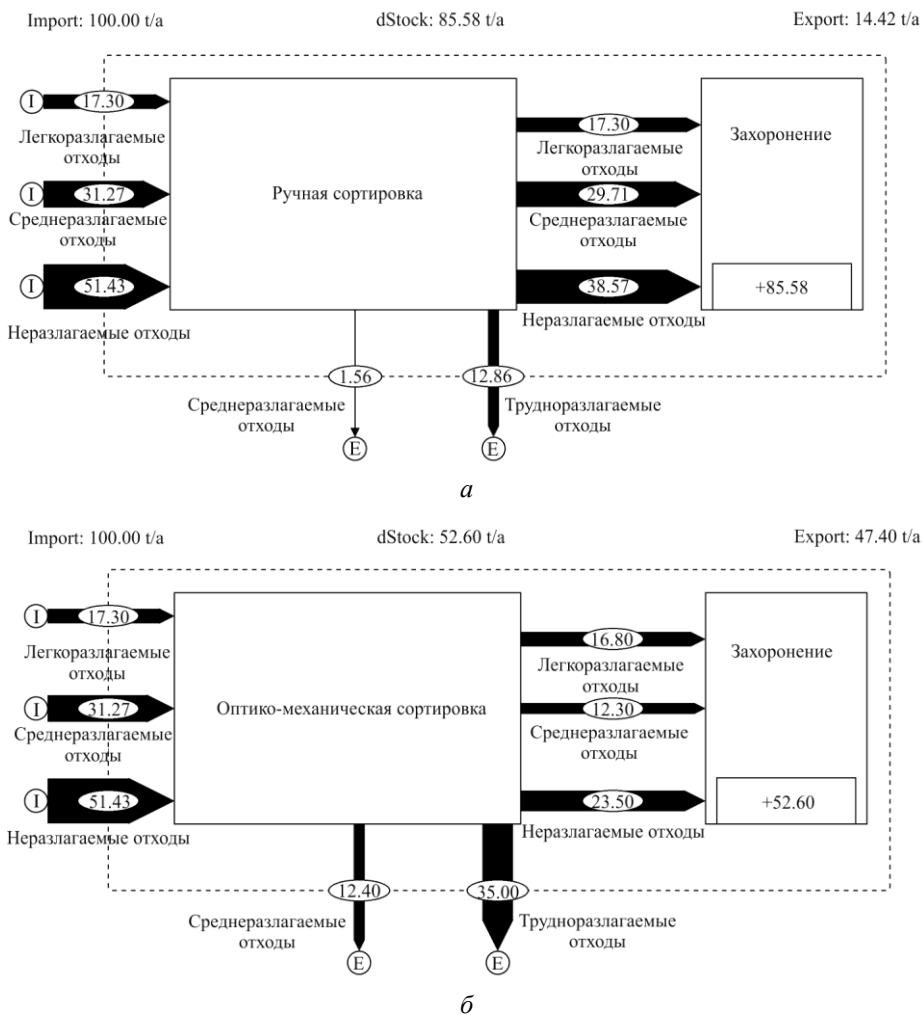 Import: 100.00 t/a
dStock: 85.58 t/a
Export: 14.42 t/a
I
17.30
Легкоразлагаемые
отходы
I
31.27
Среднеразлагаемые
отходы
I
51.43
Неразлагаемые отходы
Ручная сортировка
17.30
Легкоразлагаемые
отходы
29.71
Среднеразлагаемые
отходы
38.57
Неразлагаемые отходы
Захоронение
+85.58
1.56
Среднеразлагаемые
отходы
E
12.86
Трудноразлагаемые
отходы
E
а
Import: 100.00 t/a
dStock: 52.60 t/a
Export: 47.40 t/a
I
17.30
Легкоразлагаемые
отходы
I
31.27
Среднеразлагаемые
отходы
I
51.43
Неразлагаемые отходы
Оптико-механическая сортировка
16.80
Легкоразлагаемые
отходы
12.30
Среднеразлагаемые
отходы
23.50
Неразлагаемые отходы
Захоронение
+52.60
12.40
Среднеразлагаемые
отходы
E
35.00
Трудноразлагаемые
отходы
E
б